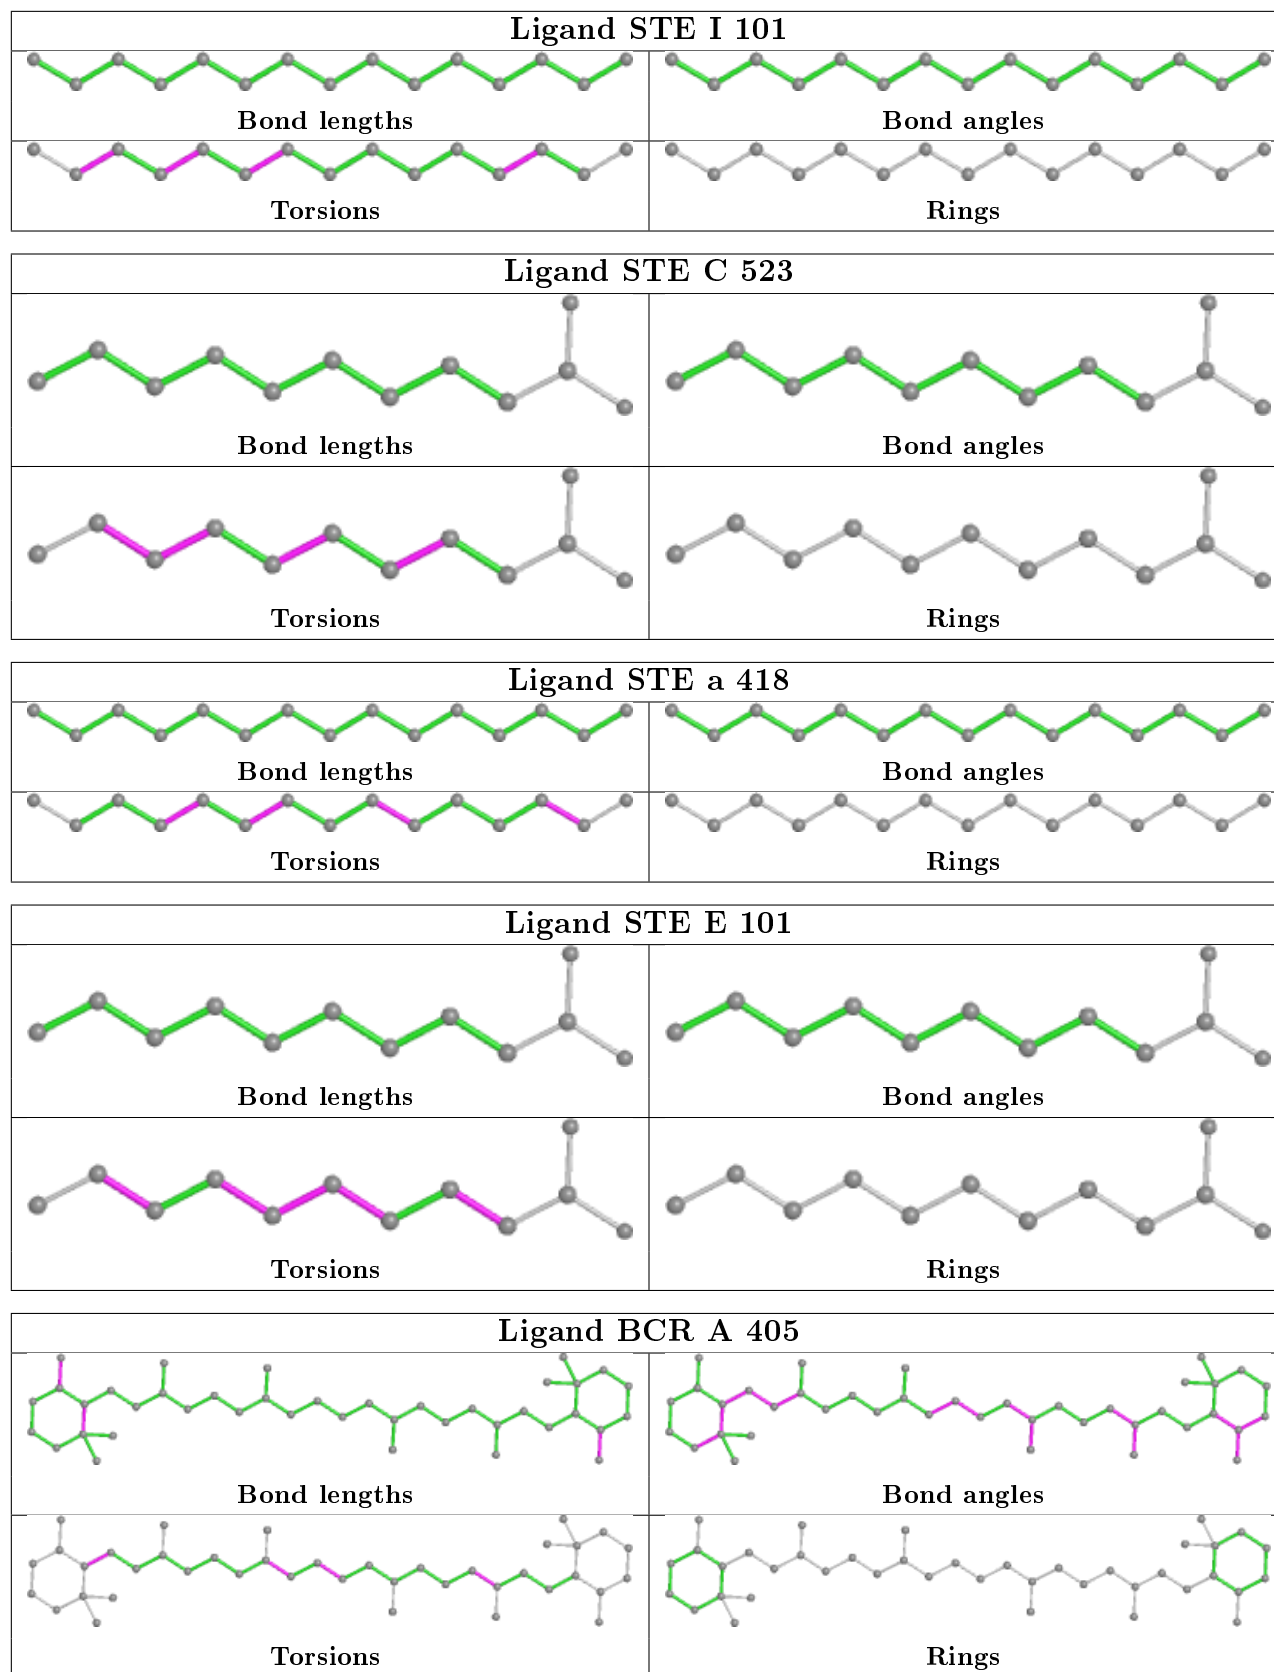 Ligand STE I 101
Bond lengths
Bond angles
Torsions
Rings
Ligand STE C 523
Bond lengths
Bond angles
Torsions
Rings
Ligand STE a 418
Bond lengths
Bond angles
Torsions
Rings
Ligand STE E 101
Bond lengths
Bond angles
Torsions
Rings
Ligand BCR A 405
Bond lengths
Bond angles
Torsions
Rings